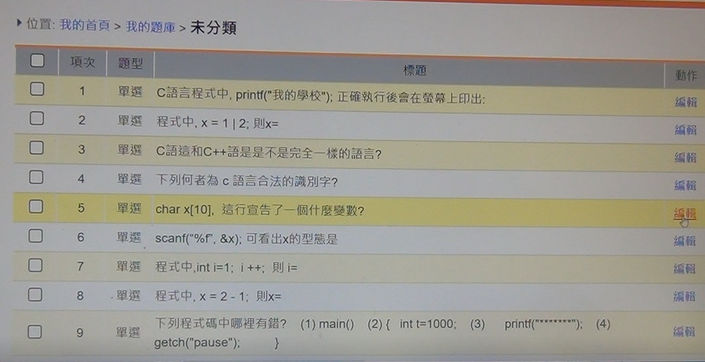 位置: 我的首頁 > 我的題庫 > 未分類
項次 題型 標題 動作
1 單選 C語言程式中, printf("我的學校"); 正確執行後會在螢幕上印出: 編輯
2 單選 程式中, x = 1 | 2; 則x= 編輯
3 單選 C語這和C++語是是不是完全一樣的語言? 編輯
4 單選 下列何者為 c 語言合法的識別字? 編輯
5 單選 char x[10], 這行宣告了一個什麼變數? 編輯
6 單選 scanf("%f", &x); 可看出x的型態是 編輯
7 單選 程式中,int i=1; i ++; 則 i= 編輯
8 單選 程式中, x = 2 - 1; 則x= 編輯
9 單選 下列程式碼中哪裡有錯? (1) main() (2) { int t=1000; (3) printf("*******"); (4)
getch("pause"); } 編輯